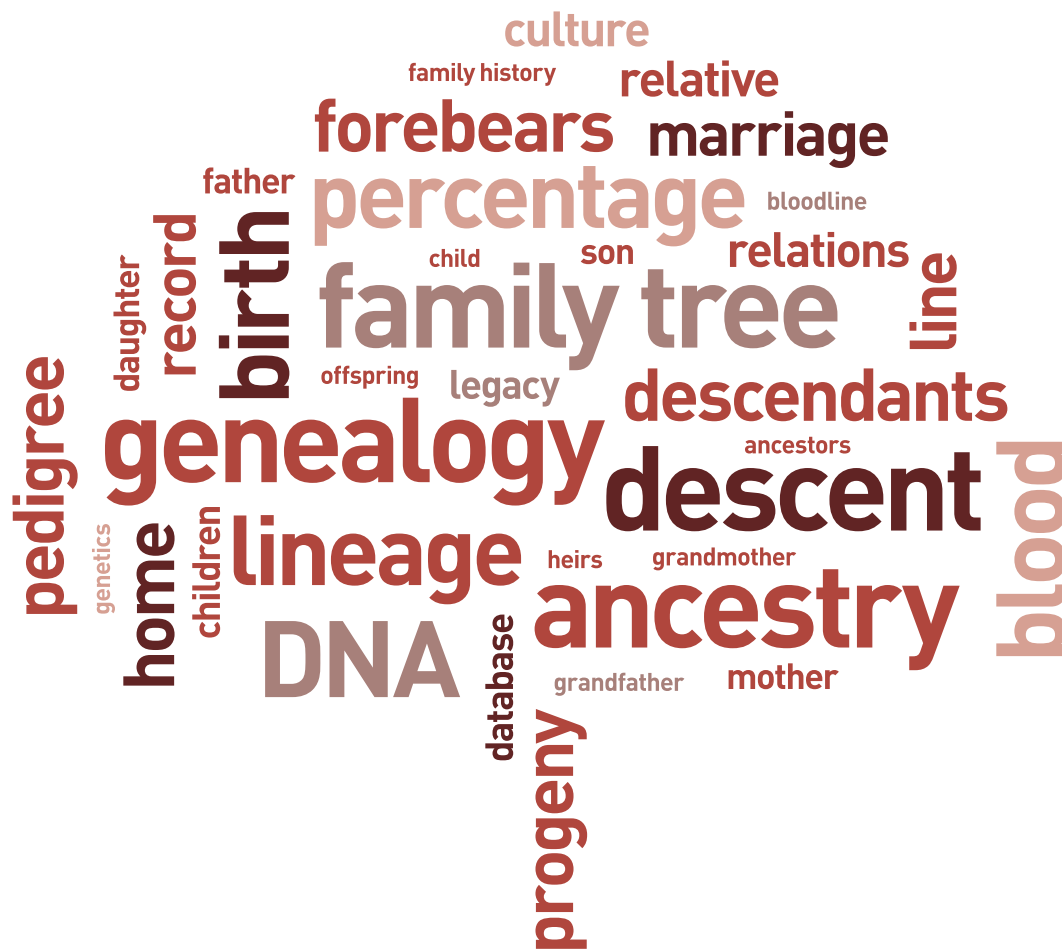 culture
family history
relative
forebears
marriage
father
percentage
bloodline
record
birth
child
son
relations
daughter
family tree
line
offspring
legacy
descendants
pedigree
genealogy
ancestors
descent
blood
genetics
home
children
lineage
heirs
grandmother
ancestry
DNA
database
grandfather
mother
progeny